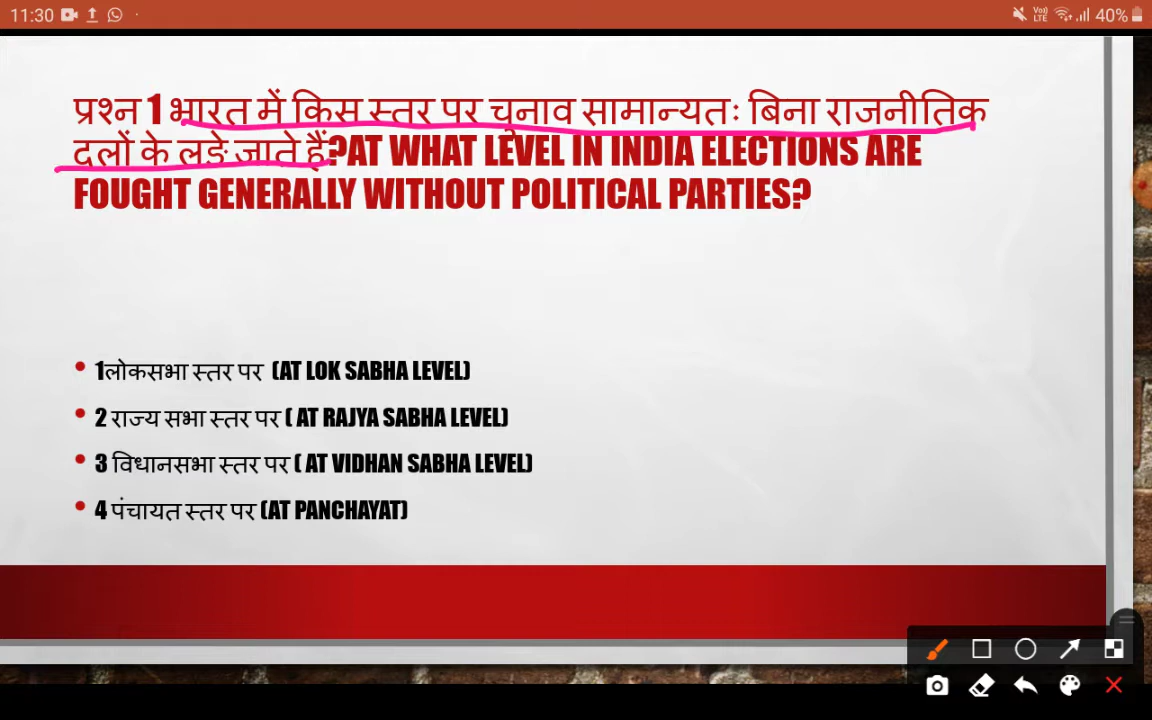 11:30 40%
प्रश्न 1 भारत में किस स्तर पर चुनाव सामान्यतः बिना राजनीतिक
दलों के लङे जाते हैं?AT WHAT LEVEL IN INDIA ELECTIONS ARE
FOUGHT GENERALLY WITHOUT POLITICAL PARTIES?
• 1लोकसभा स्तर पर (AT LOK SABHA LEVEL)
• 2 राज्य सभा स्तर पर ( AT RAJYA SABHA LEVEL)
• 3 विधानसभा स्तर पर ( AT VIDHAN SABHA LEVEL)
• 4 पंचायत स्तर पर (AT PANCHAYAT)